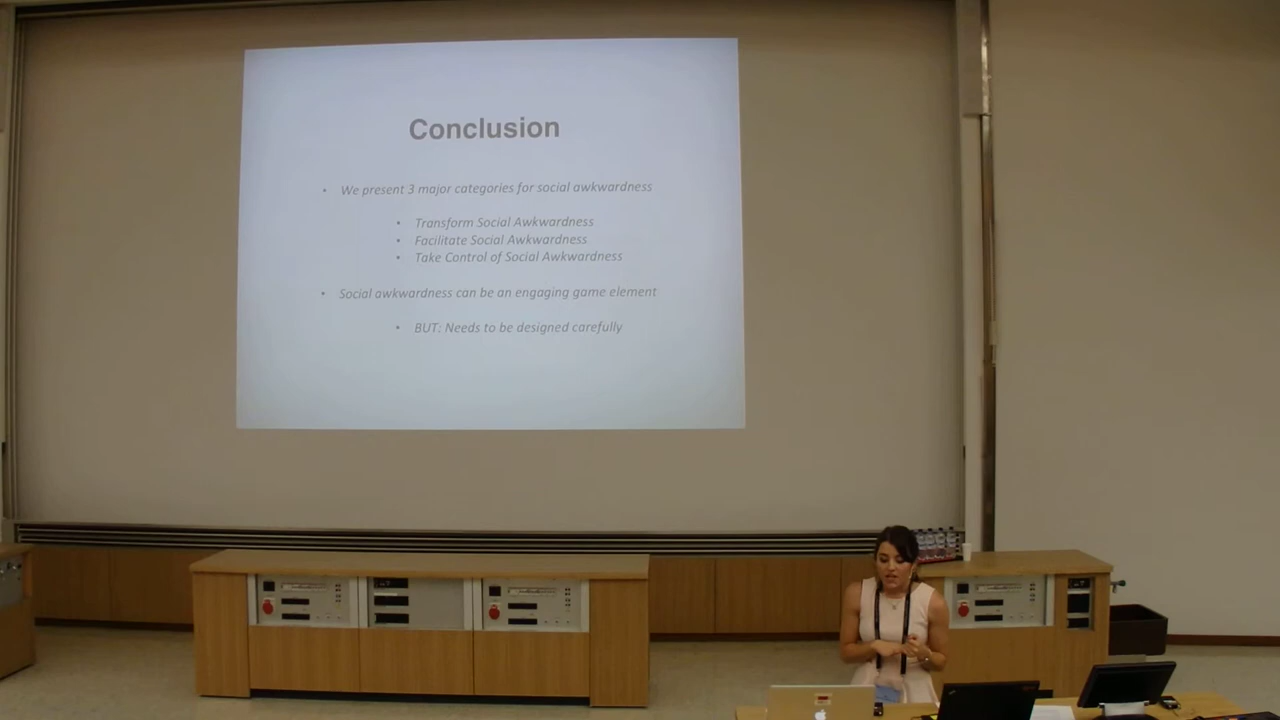 Conclusion
• We present 3 major categories for social awkwardness
• Transform Social Awkwardness
• Facilitate Social Awkwardness
• Take Control of Social Awkwardness
• Social awkwardness can be an engaging game element
• BUT: Needs to be designed carefully